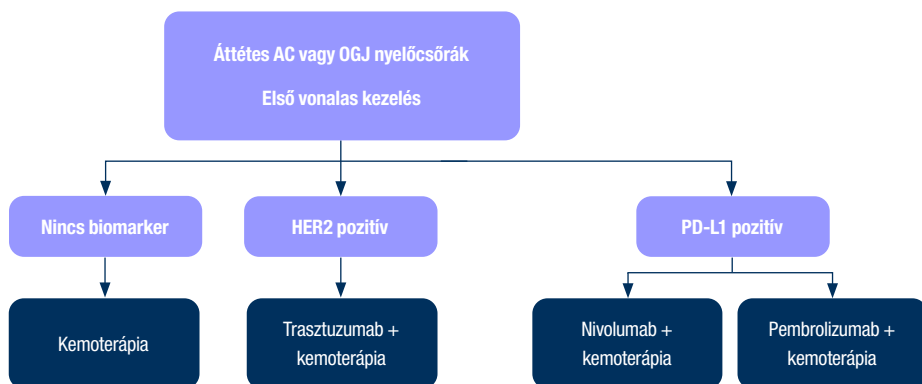 Áttétes AC vagy OGJ nyelőcsőrák
Első vonalas kezelés
Nincs biomarker
HER2 pozitív
PD-L1 pozitív
Kemoterápia
Trasztuzumab +
kemoterápia
Nivolumab +
kemoterápia
Pembrolizumab +
kemoterápia